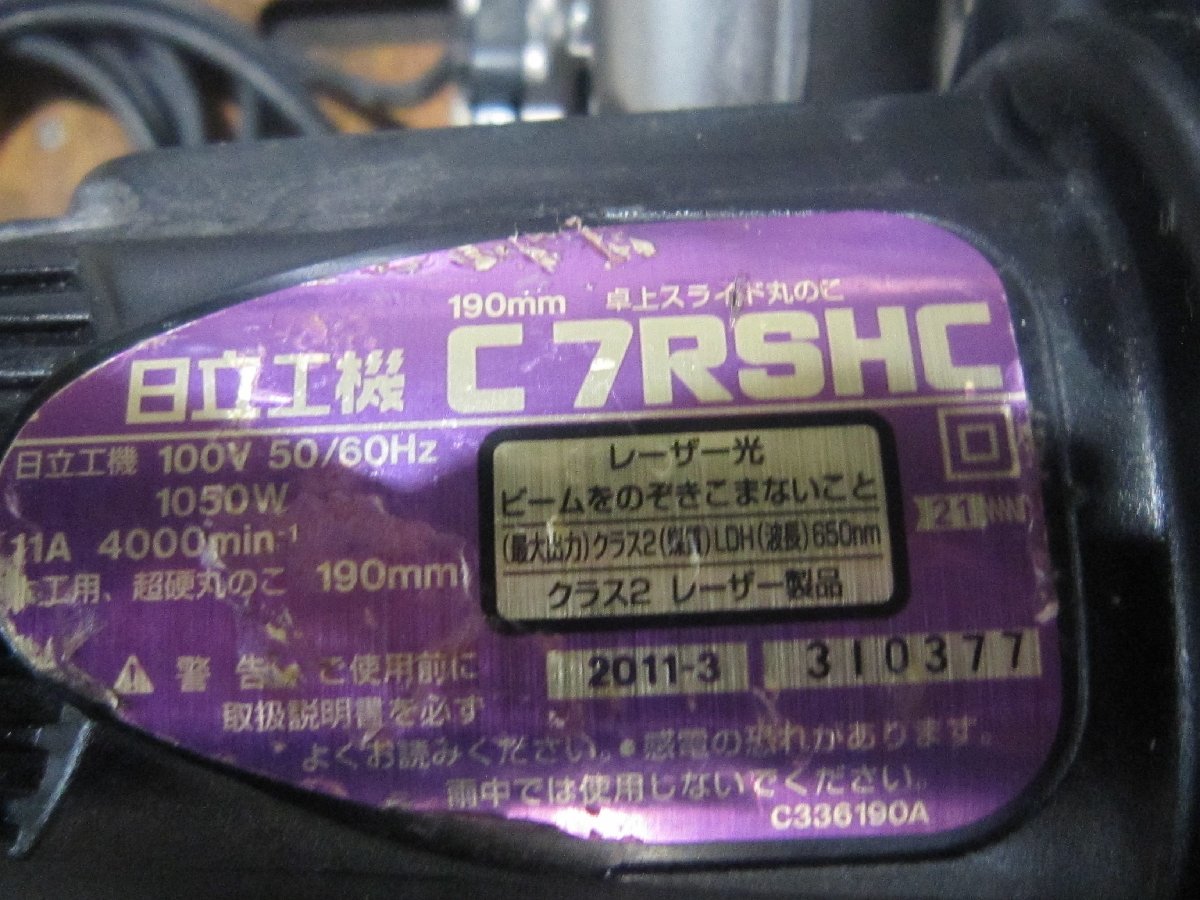 190mm 卓上スライド丸のこ
日立工機 C 7RSHC
日立工機 100V 50/60Hz
1050W
11A 4000min-1
工用、超硬丸のこ 190mm
レーザー光
ビームをのぞきこまないこと
(最大出力)クラス2(媒質)LDH(波長)650nm
クラス2 レーザー製品
21
2011-3 310377
警告 ご使用前に
取扱説明書を必ず
よくお読みください。●感電の恐れがあります。
雨中では使用しないでください。
C336190A